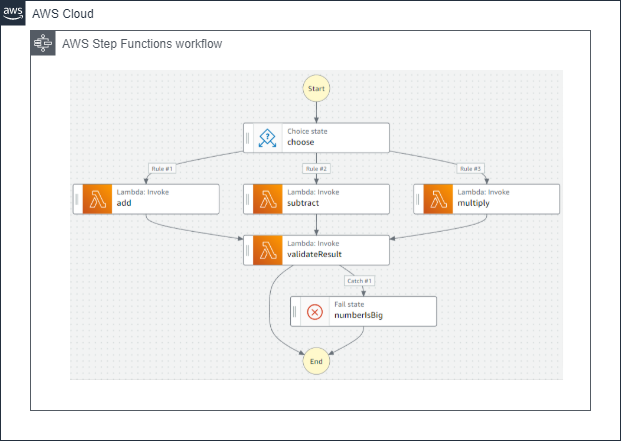 aws
AWS Cloud
AWS Step Functions workflow
Start
Choice state
choose
Rule #1
Rule #2
Rule #3
Lambda: Invoke
add
Lambda: Invoke
subtract
Lambda: Invoke
multiply
Lambda: Invoke
validateResult
Catch #1
Fail state
numberIsBig
End